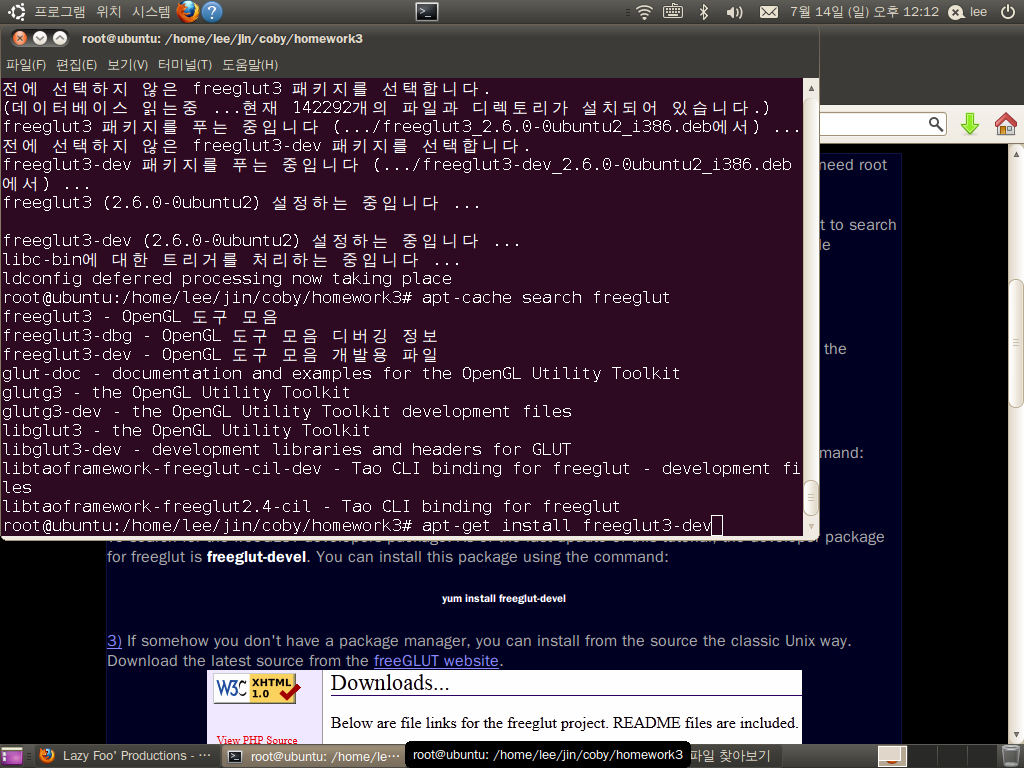 프로그램 위치 시스템 ?
7월 14일 (일) 오후 12:12 lee
root@ubuntu: /home/lee/jin/coby/homework3
파일(F) 편집(E) 보기(V) 터미널(T) 도움말(H)
전에 선택하지 않은 freeglut3 패키지를 선택합니다.
(데이터베이스 읽는중 ...현재 142292개의 파일과 디렉토리가 설치되어 있습니다.)
freeglut3 패키지를 푸는 중입니다 (.../freeglut3_2.6.0-0ubuntu2_i386.deb에서) ...
전에 선택하지 않은 freeglut3-dev 패키지를 선택합니다.
freeglut3-dev 패키지를 푸는 중입니다 (.../freeglut3-dev_2.6.0-0ubuntu2_i386.deb
에서) ...
freeglut3 (2.6.0-0ubuntu2) 설정하는 중입니다 ...
freeglut3-dev (2.6.0-0ubuntu2) 설정하는 중입니다 ...
libc-bin에 대한 트리거를 처리하는 중입니다 ...
ldconfig deferred processing now taking place
root@ubuntu:/home/lee/jin/coby/homework3# apt-cache search freeglut
freeglut3 - OpenGL 도구 모음
freeglut3-dbg - OpenGL 도구 모음 디버깅 정보
freeglut3-dev - OpenGL 도구 모음 개발용 파일
glut-doc - documentation and examples for the OpenGL Utility Toolkit
glutg3 - the OpenGL Utility Toolkit
glutg3-dev - the OpenGL Utility Toolkit development files
libglut3 - the OpenGL Utility Toolkit
libglut3-dev - development libraries and headers for GLUT
libtaoframework-freeglut-cil-dev - Tao CLI binding for freeglut - development fi
les
libtaoframework-freeglut2.4-cil - Tao CLI binding for freeglut
root@ubuntu:/home/lee/jin/coby/homework3# apt-get install freeglut3-dev
need root
t to search
le
the
mand:
package
for freeglut is freeglut-devel. You can install this package using the command:
yum install freeglut-devel
3) If somehow you don't have a package manager, you can install from the source the classic Unix way.
Download the latest source from the freeGLUT website.
W3C XHTML 1.0
Downloads...
Below are file links for the freeglut project. README files are included.
View PHP Source
Lazy Foo' Productions - ...
root@ubuntu: /home/le...
root@ubuntu: /home/lee/jin/coby/homework3
파일 찾아보기